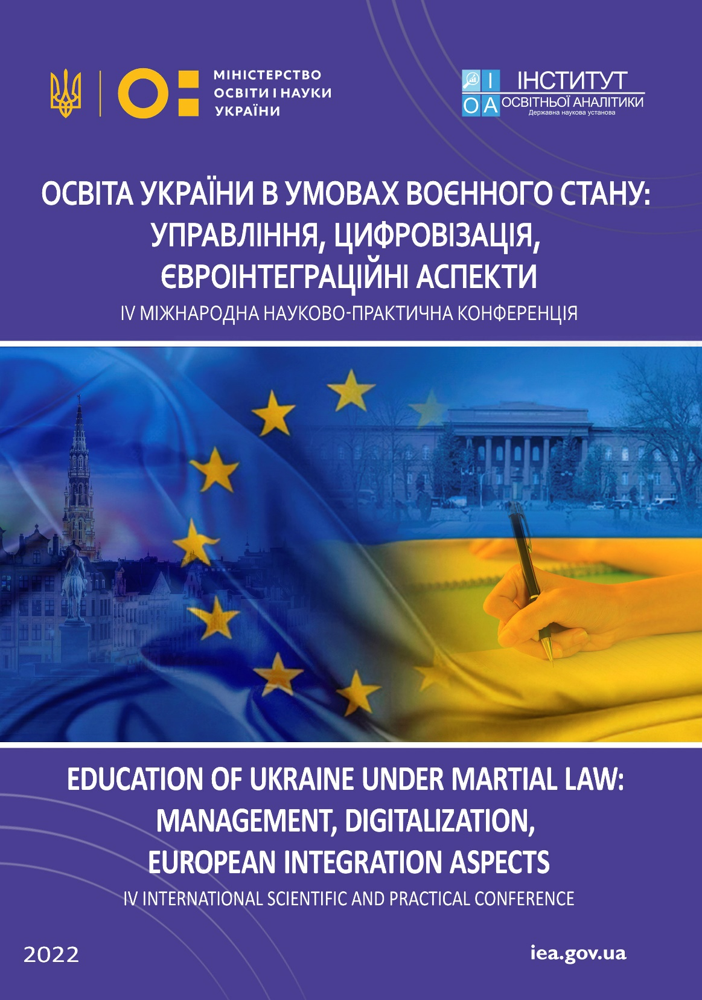 МІНІСТЕРСТВО
ОСВІТИ І НАУКИ
УКРАЇНИ
І
ОА
ІНСТИТУТ
ОСВІТНЬОЇ АНАЛІТИКИ
Державна наукова установа
ОСВІТА УКРАЇНИ В УМОВАХ ВОЄННОГО СТАНУ:
УПРАВЛІННЯ, ЦИФРОВІЗАЦІЯ,
ЄВРОІНТЕГРАЦІЙНІ АСПЕКТИ
IV МІЖНАРОДНА НАУКОВО-ПРАКТИЧНА КОНФЕРЕНЦІЯ
EDUCATION OF UKRAINE UNDER MARTIAL LAW:
MANAGEMENT, DIGITALIZATION,
EUROPEAN INTEGRATION ASPECTS
IV INTERNATIONAL SCIENTIFIC AND PRACTICAL CONFERENCE
2022
iea.gov.ua